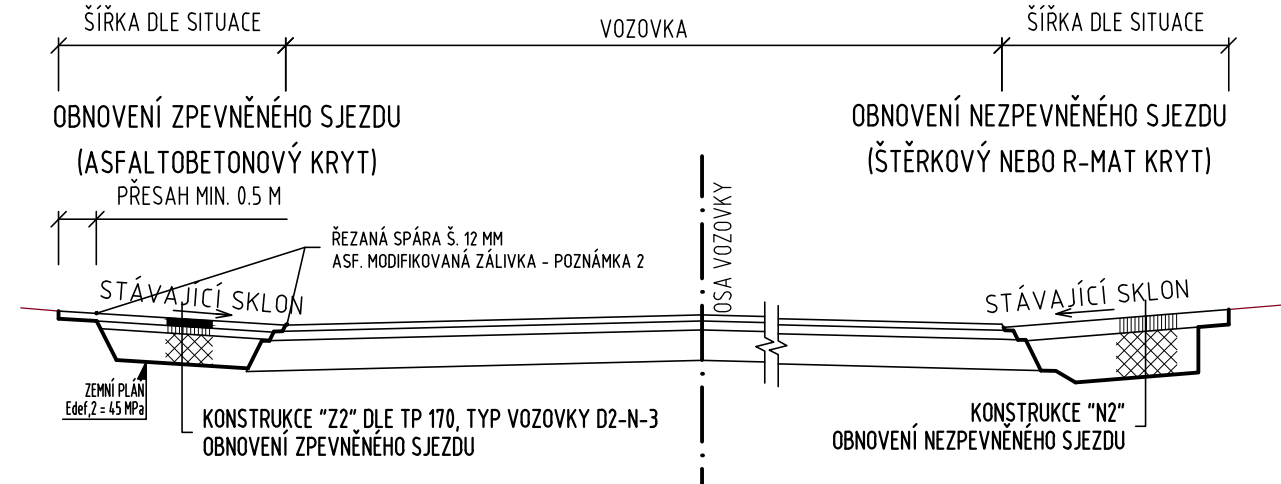 ŠÍŘKA DLE SITUACE
VOZOVKA
ŠÍŘKA DLE SITUACE
OBNOVENÍ ZPEVNĚNÉHO SJEZDU
(ASFALTOBETONOVÝ KRYT)
OBNOVENÍ NEZPEVNĚNÉHO SJEZDU
(ŠTĚRKOVÝ NEBO R-MAT KRYT)
PŘESAH MIN. 0.5 M
ŘEZANÁ SPÁRA Š. 12 MM
ASF. MODIFIKOVANÁ ZÁLIVKA - POZNÁMKA 2
OSA VOZOVKY
STÁVAJÍCÍ SKLON
STÁVAJÍCÍ SKLON
ZEMNÍ PLÁŇ
Edef,2 = 45 MPa
KONSTRUKCE "Z2" DLE TP 170, TYP VOZOVKY D2-N-3
OBNOVENÍ ZPEVNĚNÉHO SJEZDU
KONSTRUKCE "N2"
OBNOVENÍ NEZPEVNĚNÉHO SJEZDU